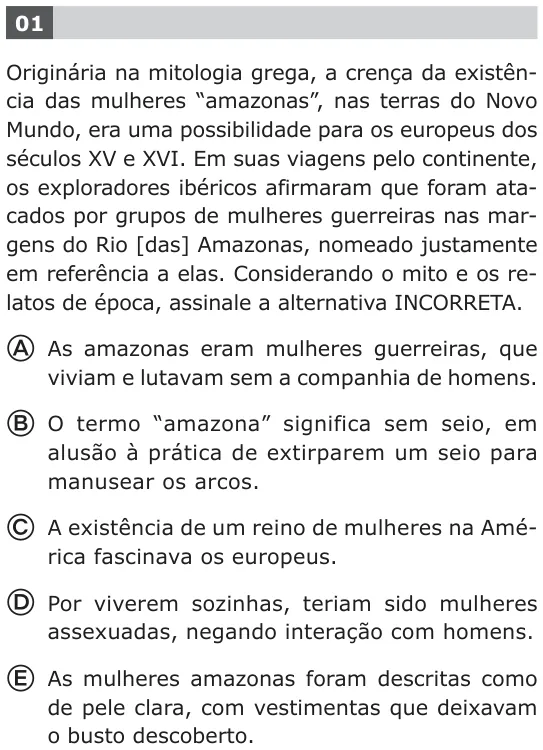 01
Originária na mitologia grega, a crença da existên-
cia das mulheres “amazonas”, nas terras do Novo
Mundo, era uma possibilidade para os europeus dos
séculos XV e XVI. Em suas viagens pelo continente,
os exploradores ibéricos afirmaram que foram ata-
cados por grupos de mulheres guerreiras nas mar-
gens do Rio [das] Amazonas, nomeado justamente
em referência a elas. Considerando o mito e os re-
latos de época, assinale a alternativa INCORRETA.
A As amazonas eram mulheres guerreiras, que
viviam e lutavam sem a companhia de homens.
B O termo “amazona” significa sem seio, em
alusão à prática de extirparem um seio para
manusear os arcos.
C A existência de um reino de mulheres na Amé-
rica fascinava os europeus.
D Por viverem sozinhas, teriam sido mulheres
assexuadas, negando interação com homens.
E As mulheres amazonas foram descritas como
de pele clara, com vestimentas que deixavam
o busto descoberto.